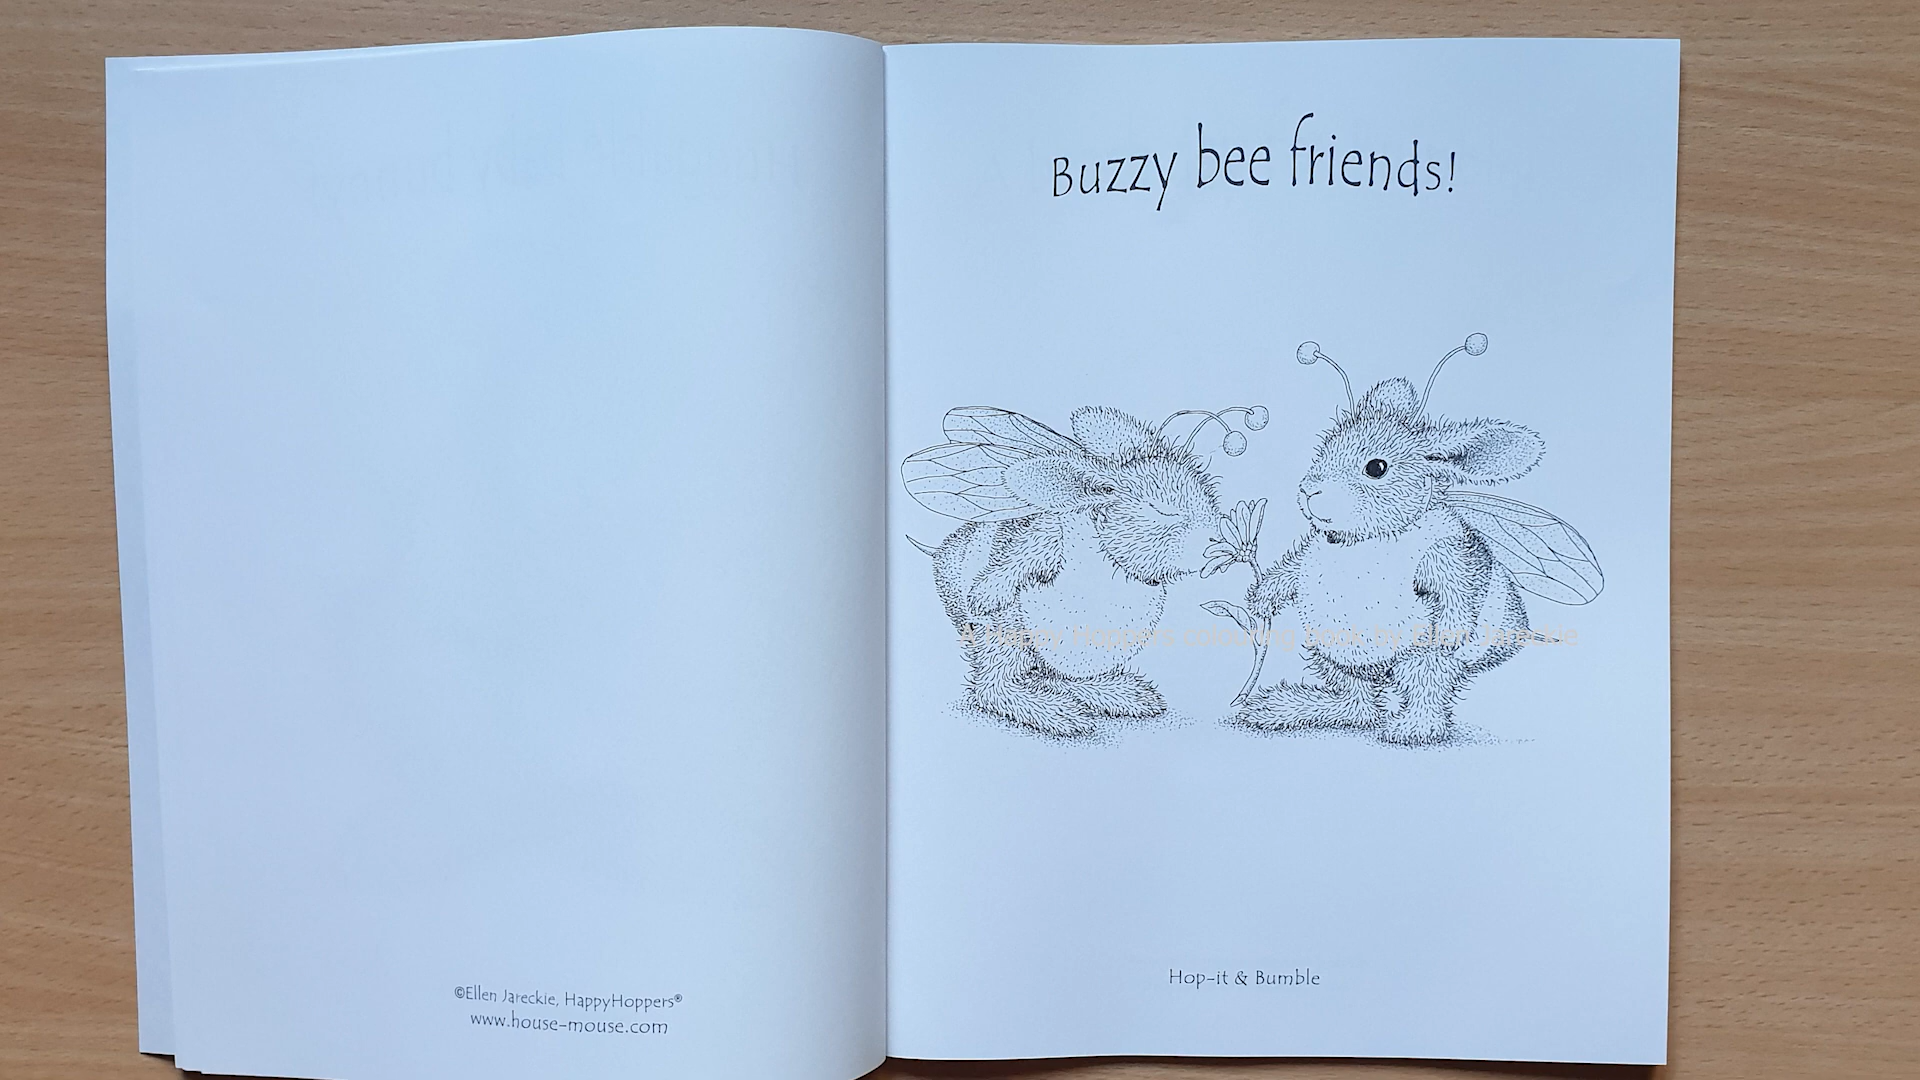 Buzzy bee friends!
A Happy Hoppers colouring book by Ellen Jareckie
Hop-it & Bumble
©Ellen Jareckie, HappyHoppers®
www.house-mouse.com